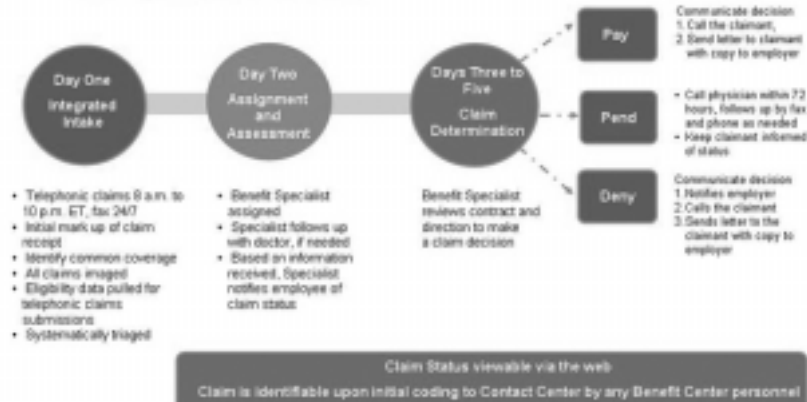 Day One
Integrated
Intake
Day Two
Assignment
and
Assessment
Days Three to
Five
Claim
Determination
Pay
Communicate decision
1. Call the claimant,
2. Send letter to claimant
with copy to employer
Pend
• Call physician within 72
hours, follows up by fax
and phone as needed
• Keep claimant informed
of status
Deny
Communicate decision
1. Notifies employer
2. Calls the claimant
3. Sends letter to the
claimant with copy to
employer
• Telephonic claims 8 a.m. to
10 p.m. ET, fax 24/7
• Initial mark up of claim
receipt
• Identify common coverage
• All claims imaged
• Eligibility data pulled for
telephonic claims
submissions
• Systematically triaged
• Benefit Specialist
assigned
• Specialist follows up
with doctor, if needed
• Based on information
received, Specialist
notifies employee of
claim status
Benefit Specialist
reviews contract and
direction to make
a claim decision
Claim Status viewable via the web
Claim is identifiable upon initial coding to Contact Center by any Benefit Center personnel